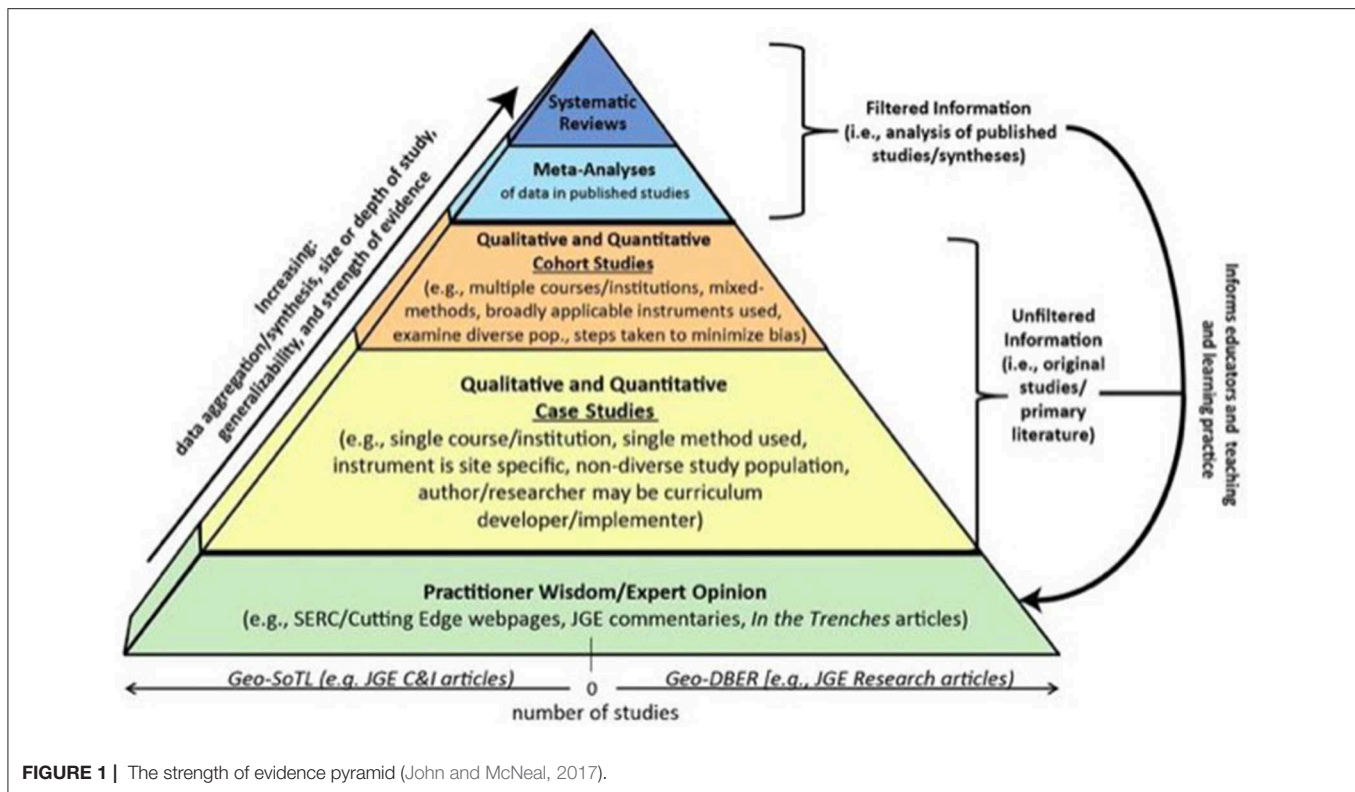 Systematic
Reviews
Meta-Analyses
of data in published studies
Qualitative and Quantitative
Cohort Studies
(e.g., multiple courses/institutions, mixed-
methods, broadly applicable instruments used,
examine diverse pop., steps taken to minimize bias)
Qualitative and Quantitative
Case Studies
(e.g., single course/institution, single method used,
instrument is site specific, non-diverse study population,
author/researcher may be curriculum
developer/implementer)
Practitioner Wisdom/Expert Opinion
(e.g., SERC/Cutting Edge webpages, JGE commentaries, In the Trenches articles)
Increasing:
data aggregation/synthesis, size or depth of study,
generalizability, and strength of evidence
Filtered Information
(i.e., analysis of published
studies/syntheses)
Unfiltered
Information
(i.e., original
studies/
primary
literature)
Informs educators and teaching
and learning practice
Geo-SoTL (e.g. JGE C&I articles)
0
Geo-DBER [e.g., JGE Research articles)
number of studies
FIGURE 1 | The strength of evidence pyramid (John and McNeal, 2017).